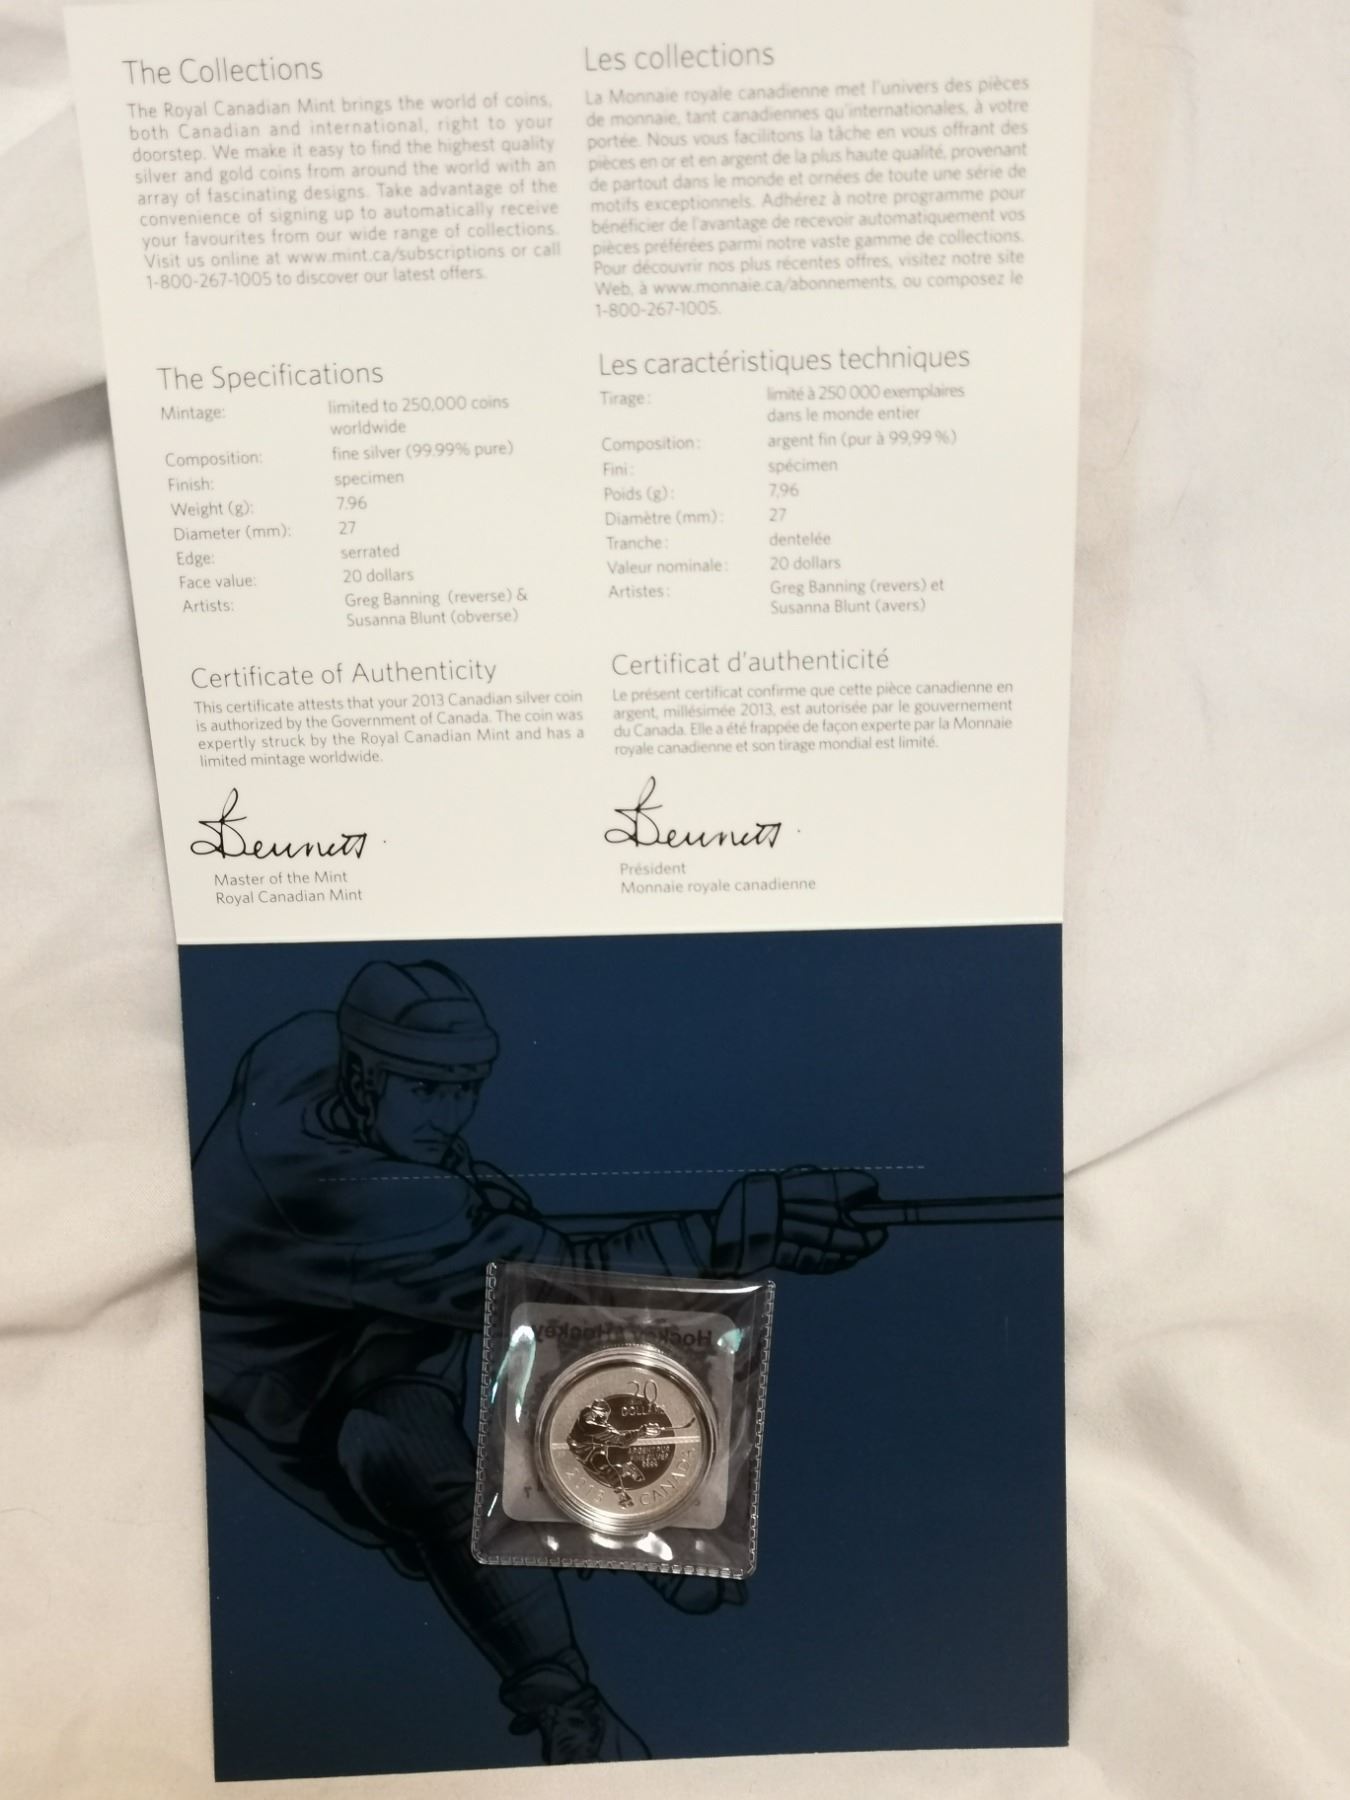 The Collections
The Royal Canadian Mint brings the world of coins,
both Canadian and international, right to your
doorstep. We make it easy to find the highest quality
silver and gold coins from around the world with an
array of fascinating designs. Take advantage of the
convenience of signing up to automatically receive
your favourites from our wide range of collections.
Visit us online at www.mint.ca/subscriptions or call
1-800-267-1005 to discover our latest offers.
Les collections
La Monnaie royale canadienne met l'univers des pièces
de monnaie, tant canadiennes qu'internationales, à votre
portée. Nous vous facilitons la tâche en vous offrant des
pièces en or et en argent de la plus haute qualité, provenant
de partout dans le monde et ornées de toute une série de
motifs exceptionnels. Adhérez à notre programme pour
bénéficier de l'avantage de recevoir automatiquement vos
pièces préférées parmi notre vaste gamme de collections.
Pour découvrir nos plus récentes offres, visitez notre site
Web, à www.monnaie.ca/abonnements, ou composez le
1-800-267-1005.
The Specifications
Mintage: limited to 250,000 coins
worldwide
Composition: fine silver (99.99% pure)
Finish: specimen
Weight (g): 7.96
Diameter (mm): 27
Edge: serrated
Face value: 20 dollars
Artists: Greg Banning (reverse) &
Susanna Blunt (obverse)
Les caractéristiques techniques
Tirage : limité à 250 000 exemplaires
dans le monde entier
Composition : argent fin (pur à 99,99 %)
Fini : spécimen
Poids (g) : 7,96
Diamètre (mm) : 27
Tranche : dentelée
Valeur nominale : 20 dollars
Artistes : Greg Banning (revers) et
Susanna Blunt (avers)
Certificate of Authenticity
This certificate attests that your 2013 Canadian silver coin
is authorized by the Government of Canada. The coin was
expertly struck by the Royal Canadian Mint and has a
limited mintage worldwide.
Bennett
Master of the Mint
Royal Canadian Mint
Certificat d'authenticité
Le présent certificat confirme que cette pièce canadienne en
argent, millésimée 2013, est autorisée par le gouvernement
du Canada. Elle a été frappée de façon experte par la Monnaie
royale canadienne et son tirage mondial est limité.
Bennett
Président
Monnaie royale canadienne
Hockey / Hockey
20
DOLLARS
ARGENT PUR
FINE SILVER
9999
2013 CANADA